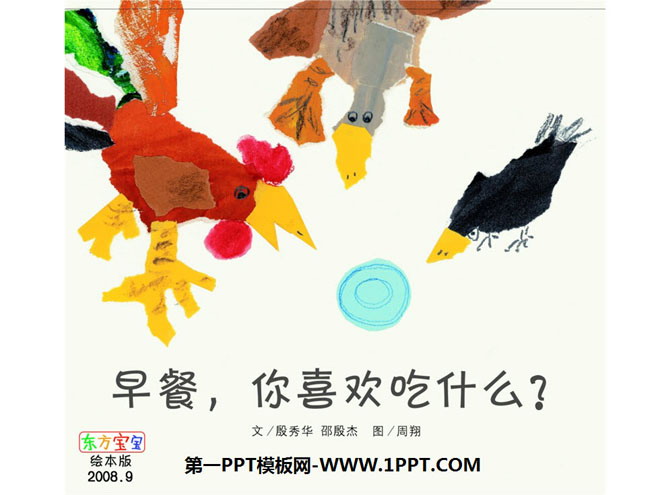 早餐，你喜欢吃什么？
文／殷秀华 邵殷杰 图／周翔
东方宝宝
绘本版
2008.9
第一PPT模板网-WWW.1PPT.COM